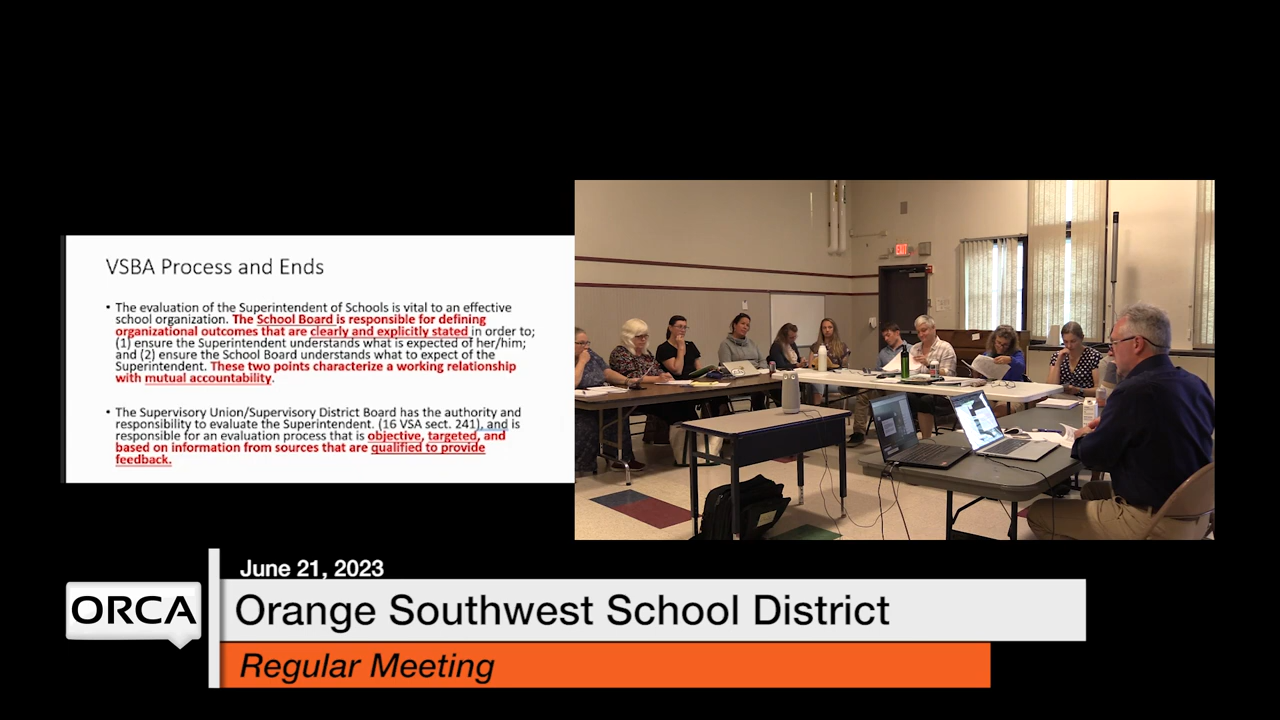 VSBA Process and Ends
• The evaluation of the Superintendent of Schools is vital to an effective
school organization. The School Board is responsible for defining
organizational outcomes that are clearly and explicitly stated in order to;
(1) ensure the Superintendent understands what is expected of her/him;
and (2) ensure the School Board understands what to expect of the
Superintendent. These two points characterize a working relationship
with mutual accountability.
• The Supervisory Union/Supervisory District Board has the authority and
responsibility to evaluate the Superintendent. (16 VSA sect. 241), and is
responsible for an evaluation process that is objective, targeted, and
based on information from sources that are qualified to provide
feedback.
EXIT
June 21, 2023
ORCA
Orange Southwest School District
Regular Meeting